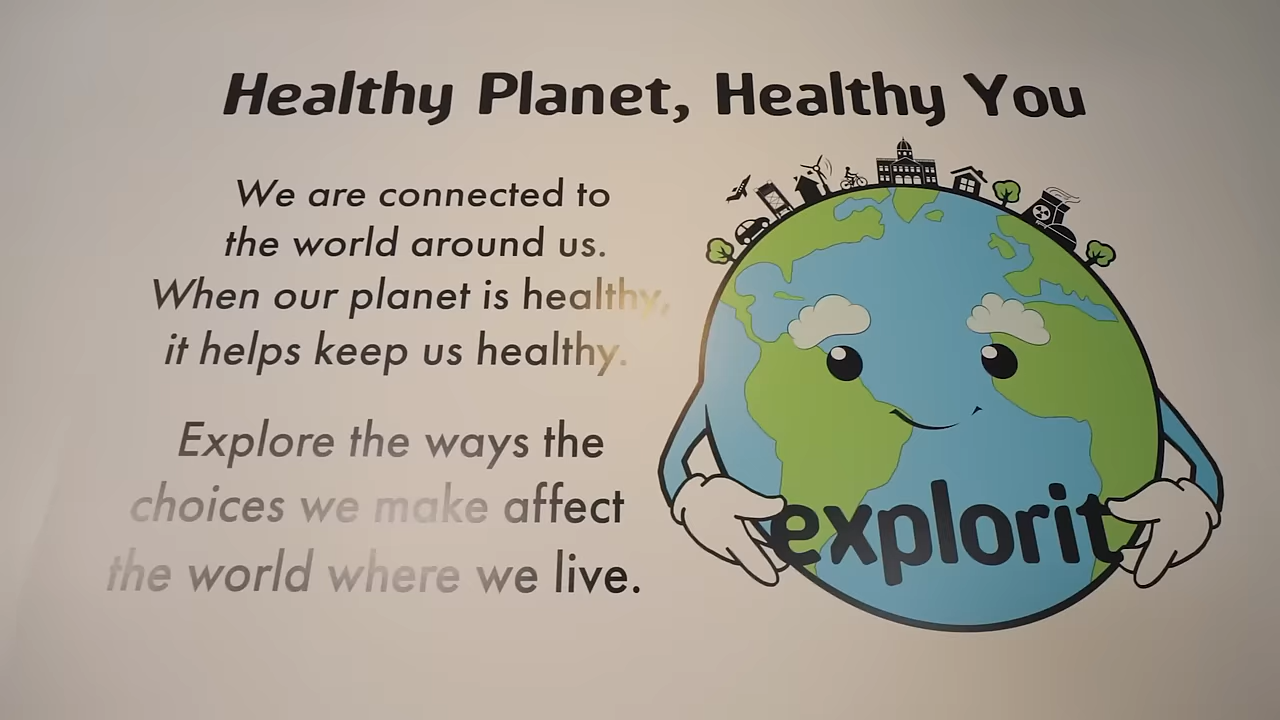 Healthy Planet, Healthy You
We are connected to
the world around us.
When our planet is healthy,
it helps keep us healthy.
Explore the ways the
choices we make affect
the world where we live.
explorit